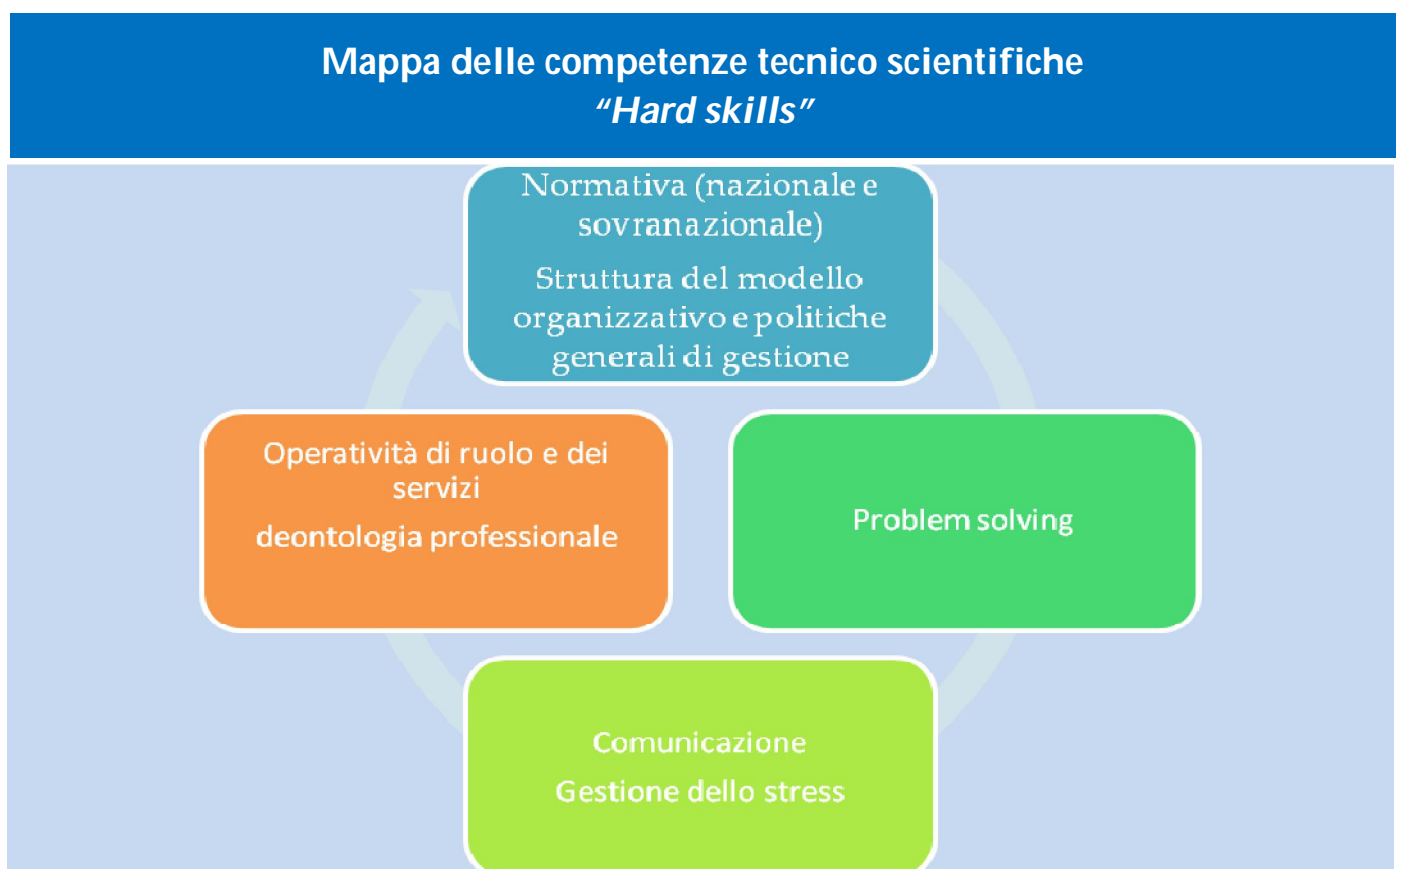 Mappa delle competenze tecnico scientifiche
“Hard skills”
Normativa (nazionale e
sovranazionale)
Struttura del modello
organizzativo e politiche
generali di gestione
Operatività di ruolo e dei
servizi
deontologia professionale
Problem solving
Comunicazione
Gestione dello stress